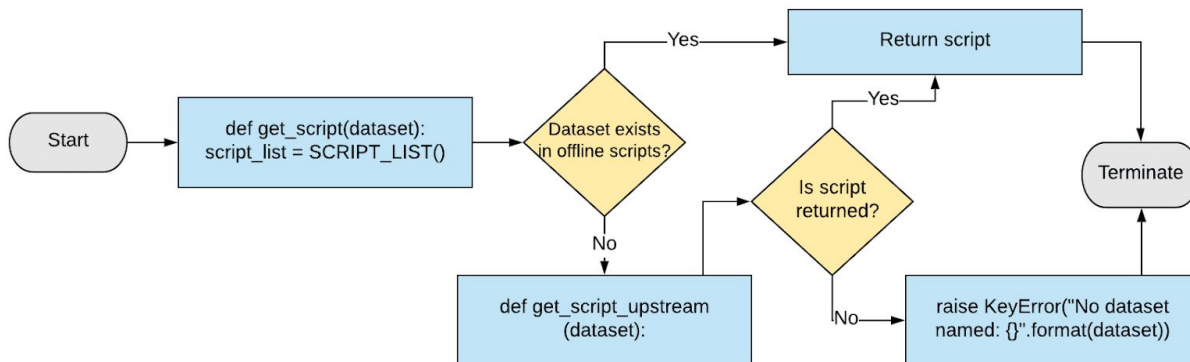 Start
def get_script(dataset):
script_list = SCRIPT_LIST()
Dataset exists
in offline scripts?
Yes
Return script
No
def get_script_upstream
(dataset):
Is script
returned?
Yes
No
raise KeyError("No dataset
named: {}".format(dataset))
Terminate